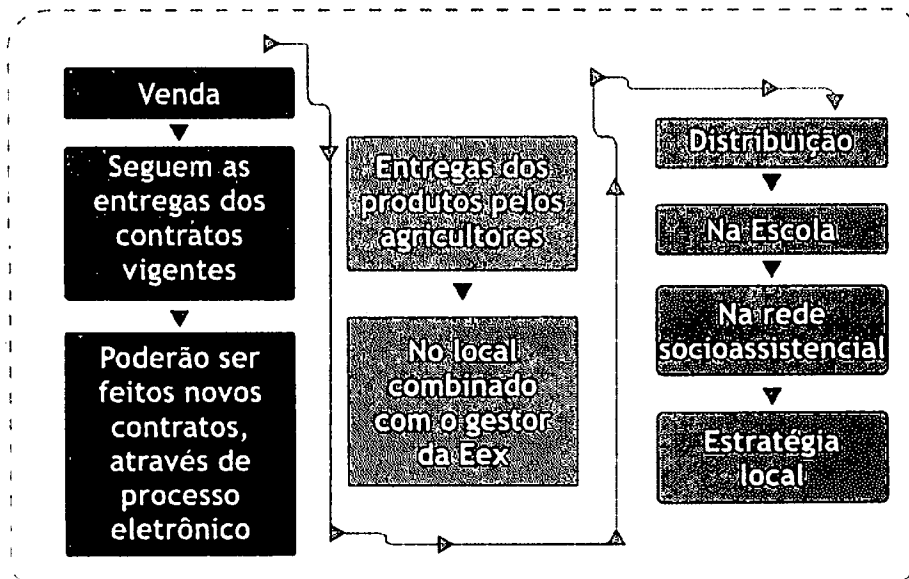 Venda
Seguem as
entregas dos
contratos
vigentes
Poderão ser
feitos novos
contratos,
através de
processo
eletrônico
Entregas dos
produtos pelos
agricultores
No local
combinado
com o gestor
da Eex
Distribuição
Na Escola
Na rede
socioassistencial
Estratégia
local